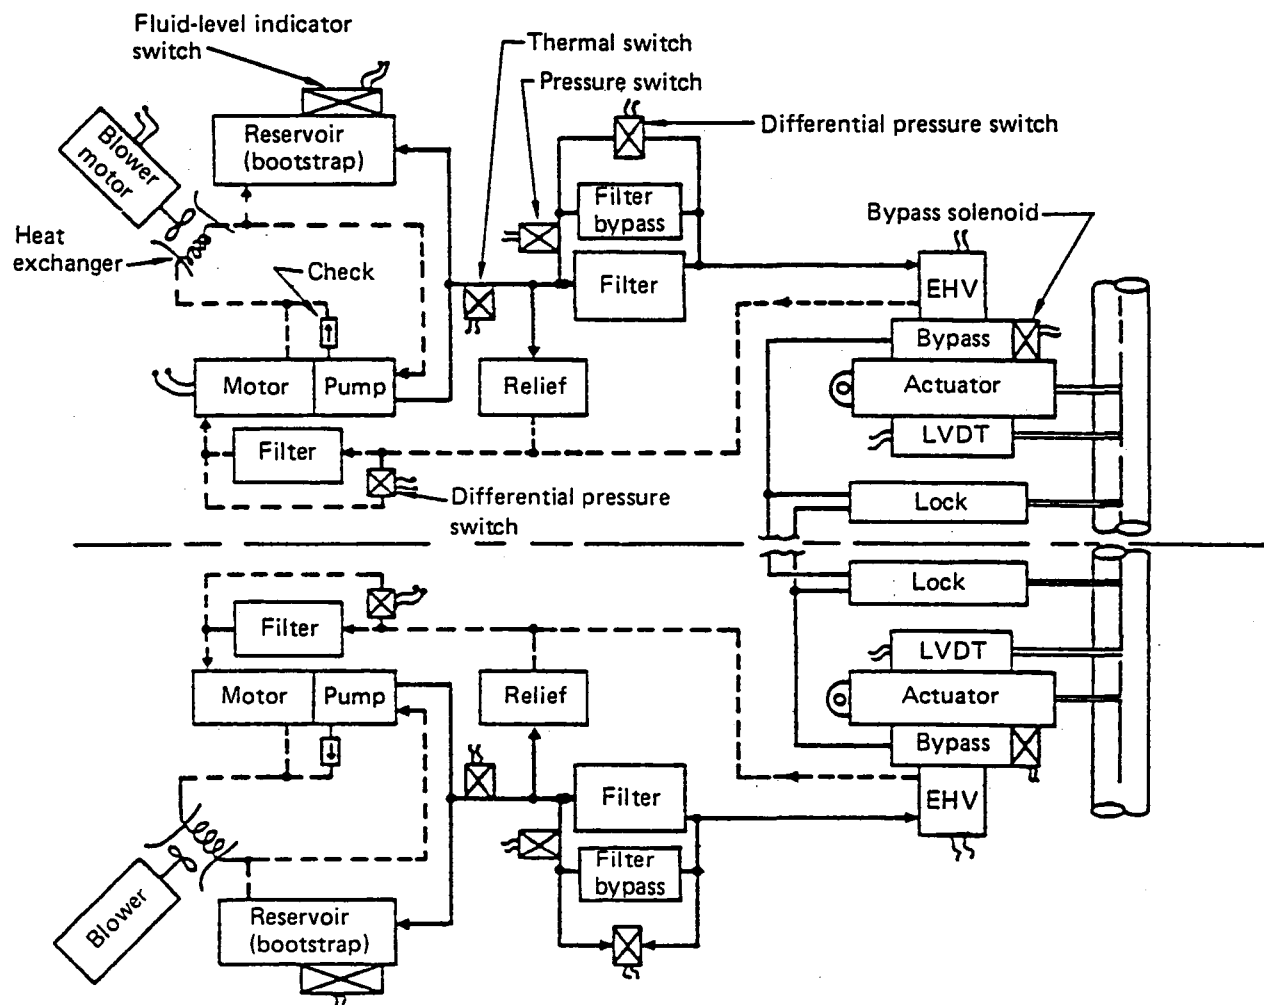 Fluid-level indicator
switch
Thermal switch
Pressure switch
Differential pressure switch
Reservoir
(bootstrap)
Blower
motor
Filter
bypass
Bypass solenoid
Heat
exchanger
Check
Filter
EHV
Bypass
Motor
Pump
Relief
Actuator
Filter
LVDT
Differential pressure
switch
Lock
Lock
Filter
LVDT
Motor
Pump
Relief
Actuator
Bypass
Filter
EHV
Filter
bypass
Blower
Reservoir
(bootstrap)